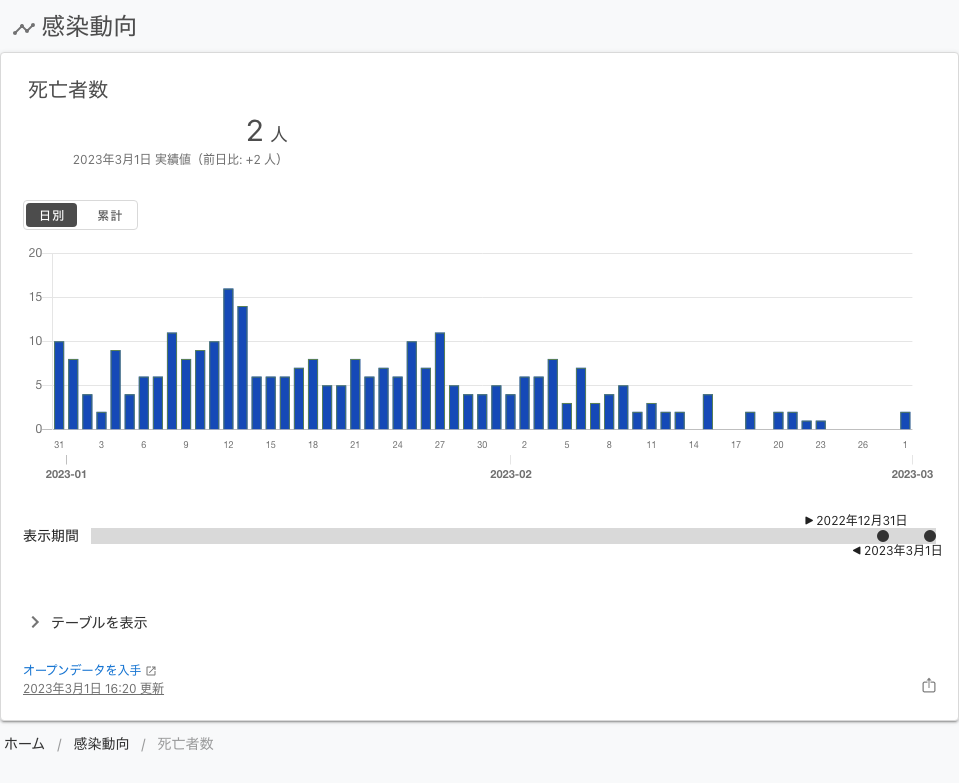 感染動向
死亡者数
2 人
2023年3月1日 実績値（前日比: +2 人）
日別 累計
20
15
10
5
0
31 3 6 9 12 15 18 21 24 27 30 2 5 8 11 14 17 20 23 26 1
2023-01 2023-02 2023-03
▶ 2022年12月31日
表示期間
◀ 2023年3月1日
テーブルを表示
オープンデータを入手
2023年3月1日 16:20 更新
ホーム / 感染動向 / 死亡者数